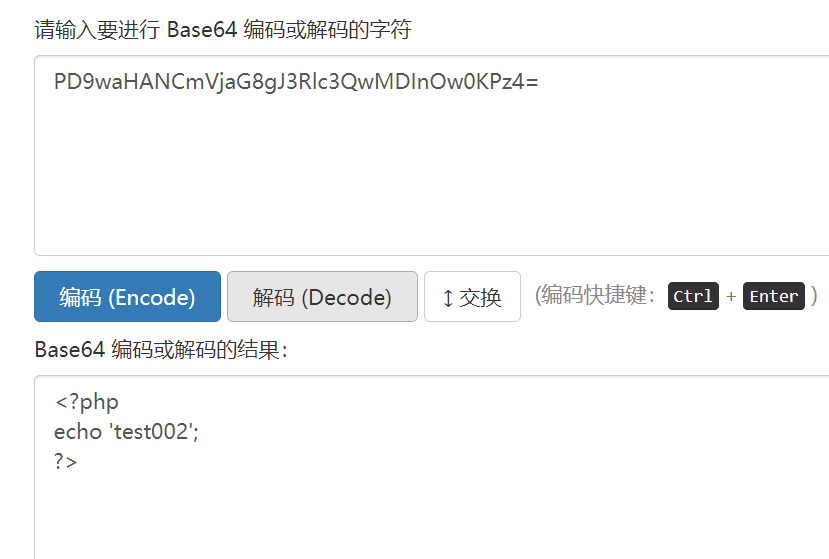 请输入要进行 Base64 编码或解码的字符
PD9waHANCmVjaG8gJ3Rlc3QwMDInOw0KPz4=
编码 (Encode) 解码 (Decode) ↕ 交换 (编码快捷键： Ctrl + Enter )
Base64 编码或解码的结果：
<?php
echo 'test002';
?>